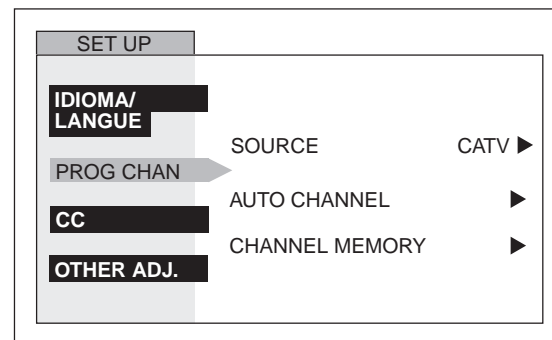 SET UP
IDIOMA/
LANGUE
PROG CHAN
CC
OTHER ADJ.
SOURCE CATV ▶
AUTO CHANNEL ▶
CHANNEL MEMORY ▶